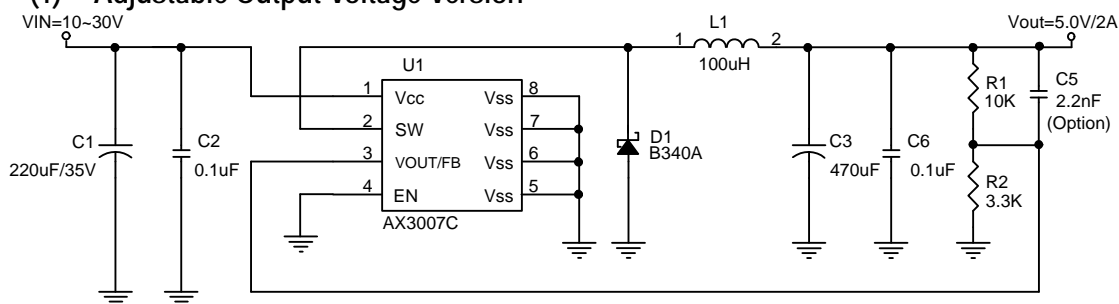 (1) Adjustable Output Voltage Version
VIN=10~30V
Vout=5.0V/2A
L1
1
2
100uH
U1
1
Vcc
Vss
8
2
SW
Vss
7
3
VOUT/FB
Vss
6
4
EN
Vss
5
AX3007C
C1
220uF/35V
C2
0.1uF
D1
B340A
C3
470uF
C6
0.1uF
R1
10K
C5
2.2nF
(Option)
R2
3.3K